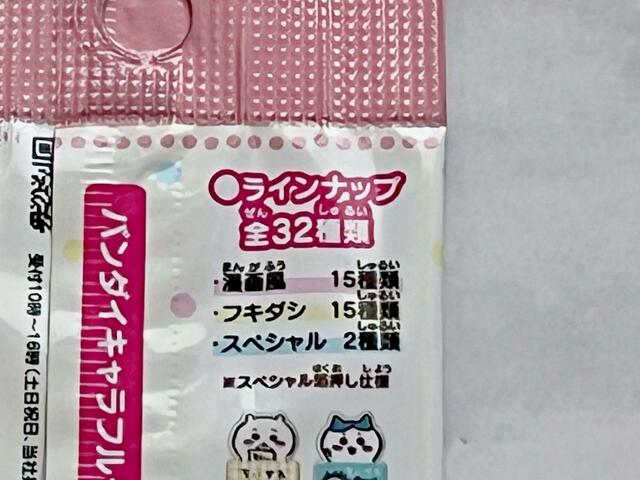 ●ラインナップ
ぜん しゅるい
全32種類
まんがふう しゅるい
・漫画風 15種類
しゅるい
・フキダシ 15種類
しゅるい
・スペシャル 2種類
はくお しよう
※スペシャル箔押し仕様
バンダイキャラフル
受付10時～16時(土日祝日、当社